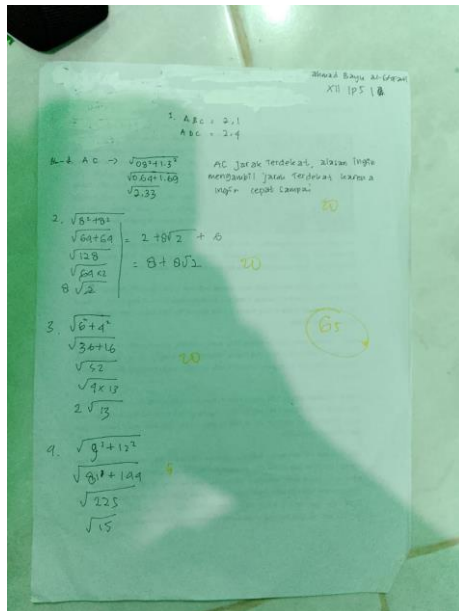 Ahmad Bayu Al-Ghifari
XII IPS 1
1. ABC = 2,1
ADC = 2,4
AC → √08²+1.3²
√0.64+1.69
√2.33
AC jarak Terdekat, alasan ingin
mengambil jarak Terdekat karena
ingin cepat sampai
20
2. √8²+8²
√64+64
√128
√64×2
8√2
= 2+8√2 + 6
= 8+8√2
20
65
3. √6²+4²
√36+16
√52
√4×13
2√13
20
4. √9²+12²
√81+144
√225
√15